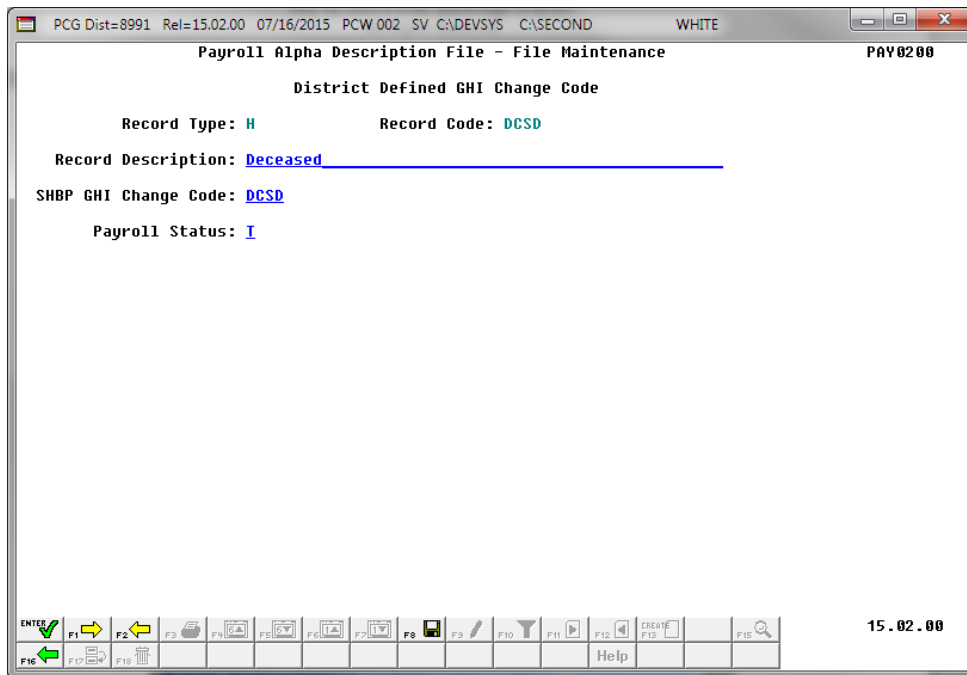 PCG Dist=8991 Rel=15.02.00 07/16/2015 PCW 002 SV C:\DEVSYS C:\SECOND WHITE
Payroll Alpha Description File - File Maintenance PAY0200
District Defined GHI Change Code
Record Type: H Record Code: DCSD
Record Description: Deceased
SHBP GHI Change Code: DCSD
Payroll Status: T
ENTER F1 F2 F3 F4 F5 F6 F7 F8 F9 F10 F11 F12 CREATE F13 F15 15.02.00
F16 F17 F18 Help